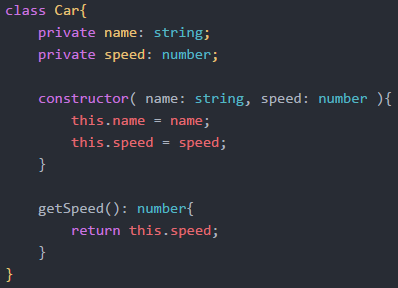 class Car{
    private name: string;
    private speed: number;

    constructor( name: string, speed: number ){
        this.name = name;
        this.speed = speed;
    }

    getSpeed(): number{
        return this.speed;
    }
}